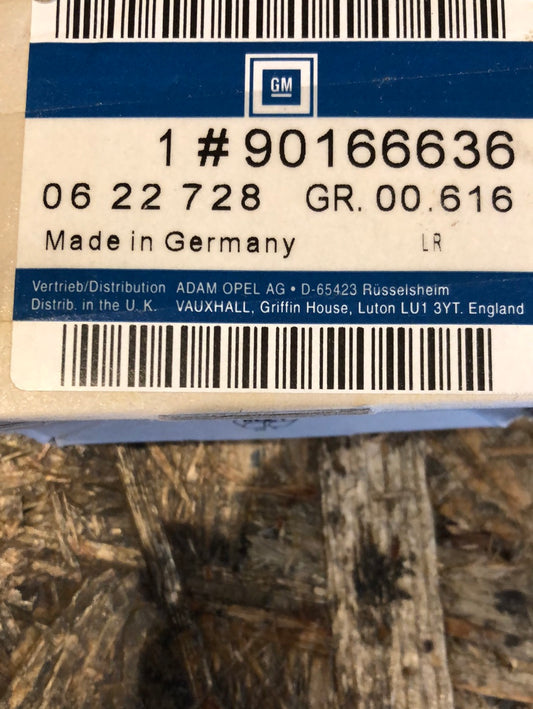 GM
1 # 90166636
06 22 728 GR. 00.616
Made in Germany LR
Vertrieb/Distribution ADAM OPEL AG • D-65423 Rüsselsheim
Distrib. in the U. K. VAUXHALL, Griffin House, Luton LU1 3YT. England